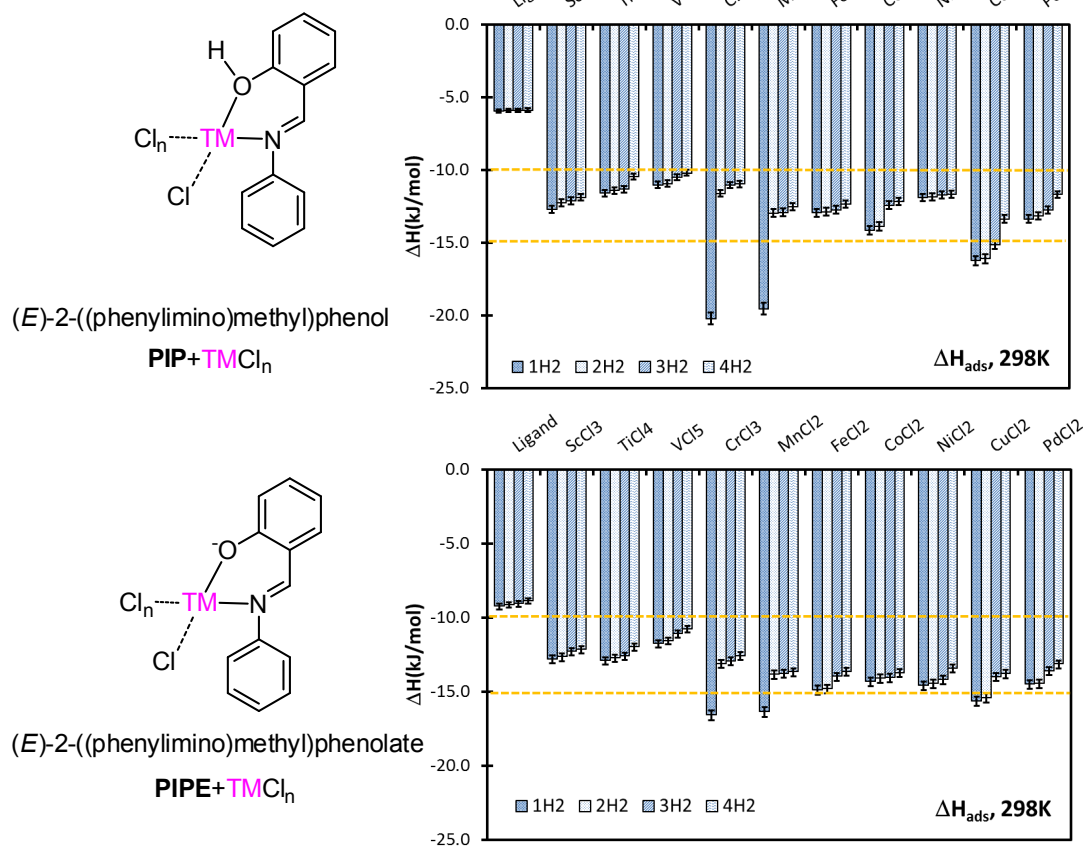 H
O
Cl
n
TM
N
Cl
(E)-2-((phenylimino)methyl)phenol
PIP+TMCln
ΔH(kJ/mol)
0.0
-5.0
-10.0
-15.0
-20.0
-25.0
1H2 2H2 3H2 4H2
ΔHads, 298K
Ligand ScCl3 TiCl4 VCl5 CrCl3 MnCl2 FeCl2 CoCl2 NiCl2 CuCl2 PdCl2
-O
Cln
TM
N
Cl
(E)-2-((phenylimino)methyl)phenolate
PIPE+TMCln
ΔH(kJ/mol)
0.0
-5.0
-10.0
-15.0
-20.0
-25.0
1H2 2H2 3H2 4H2
ΔHads, 298K